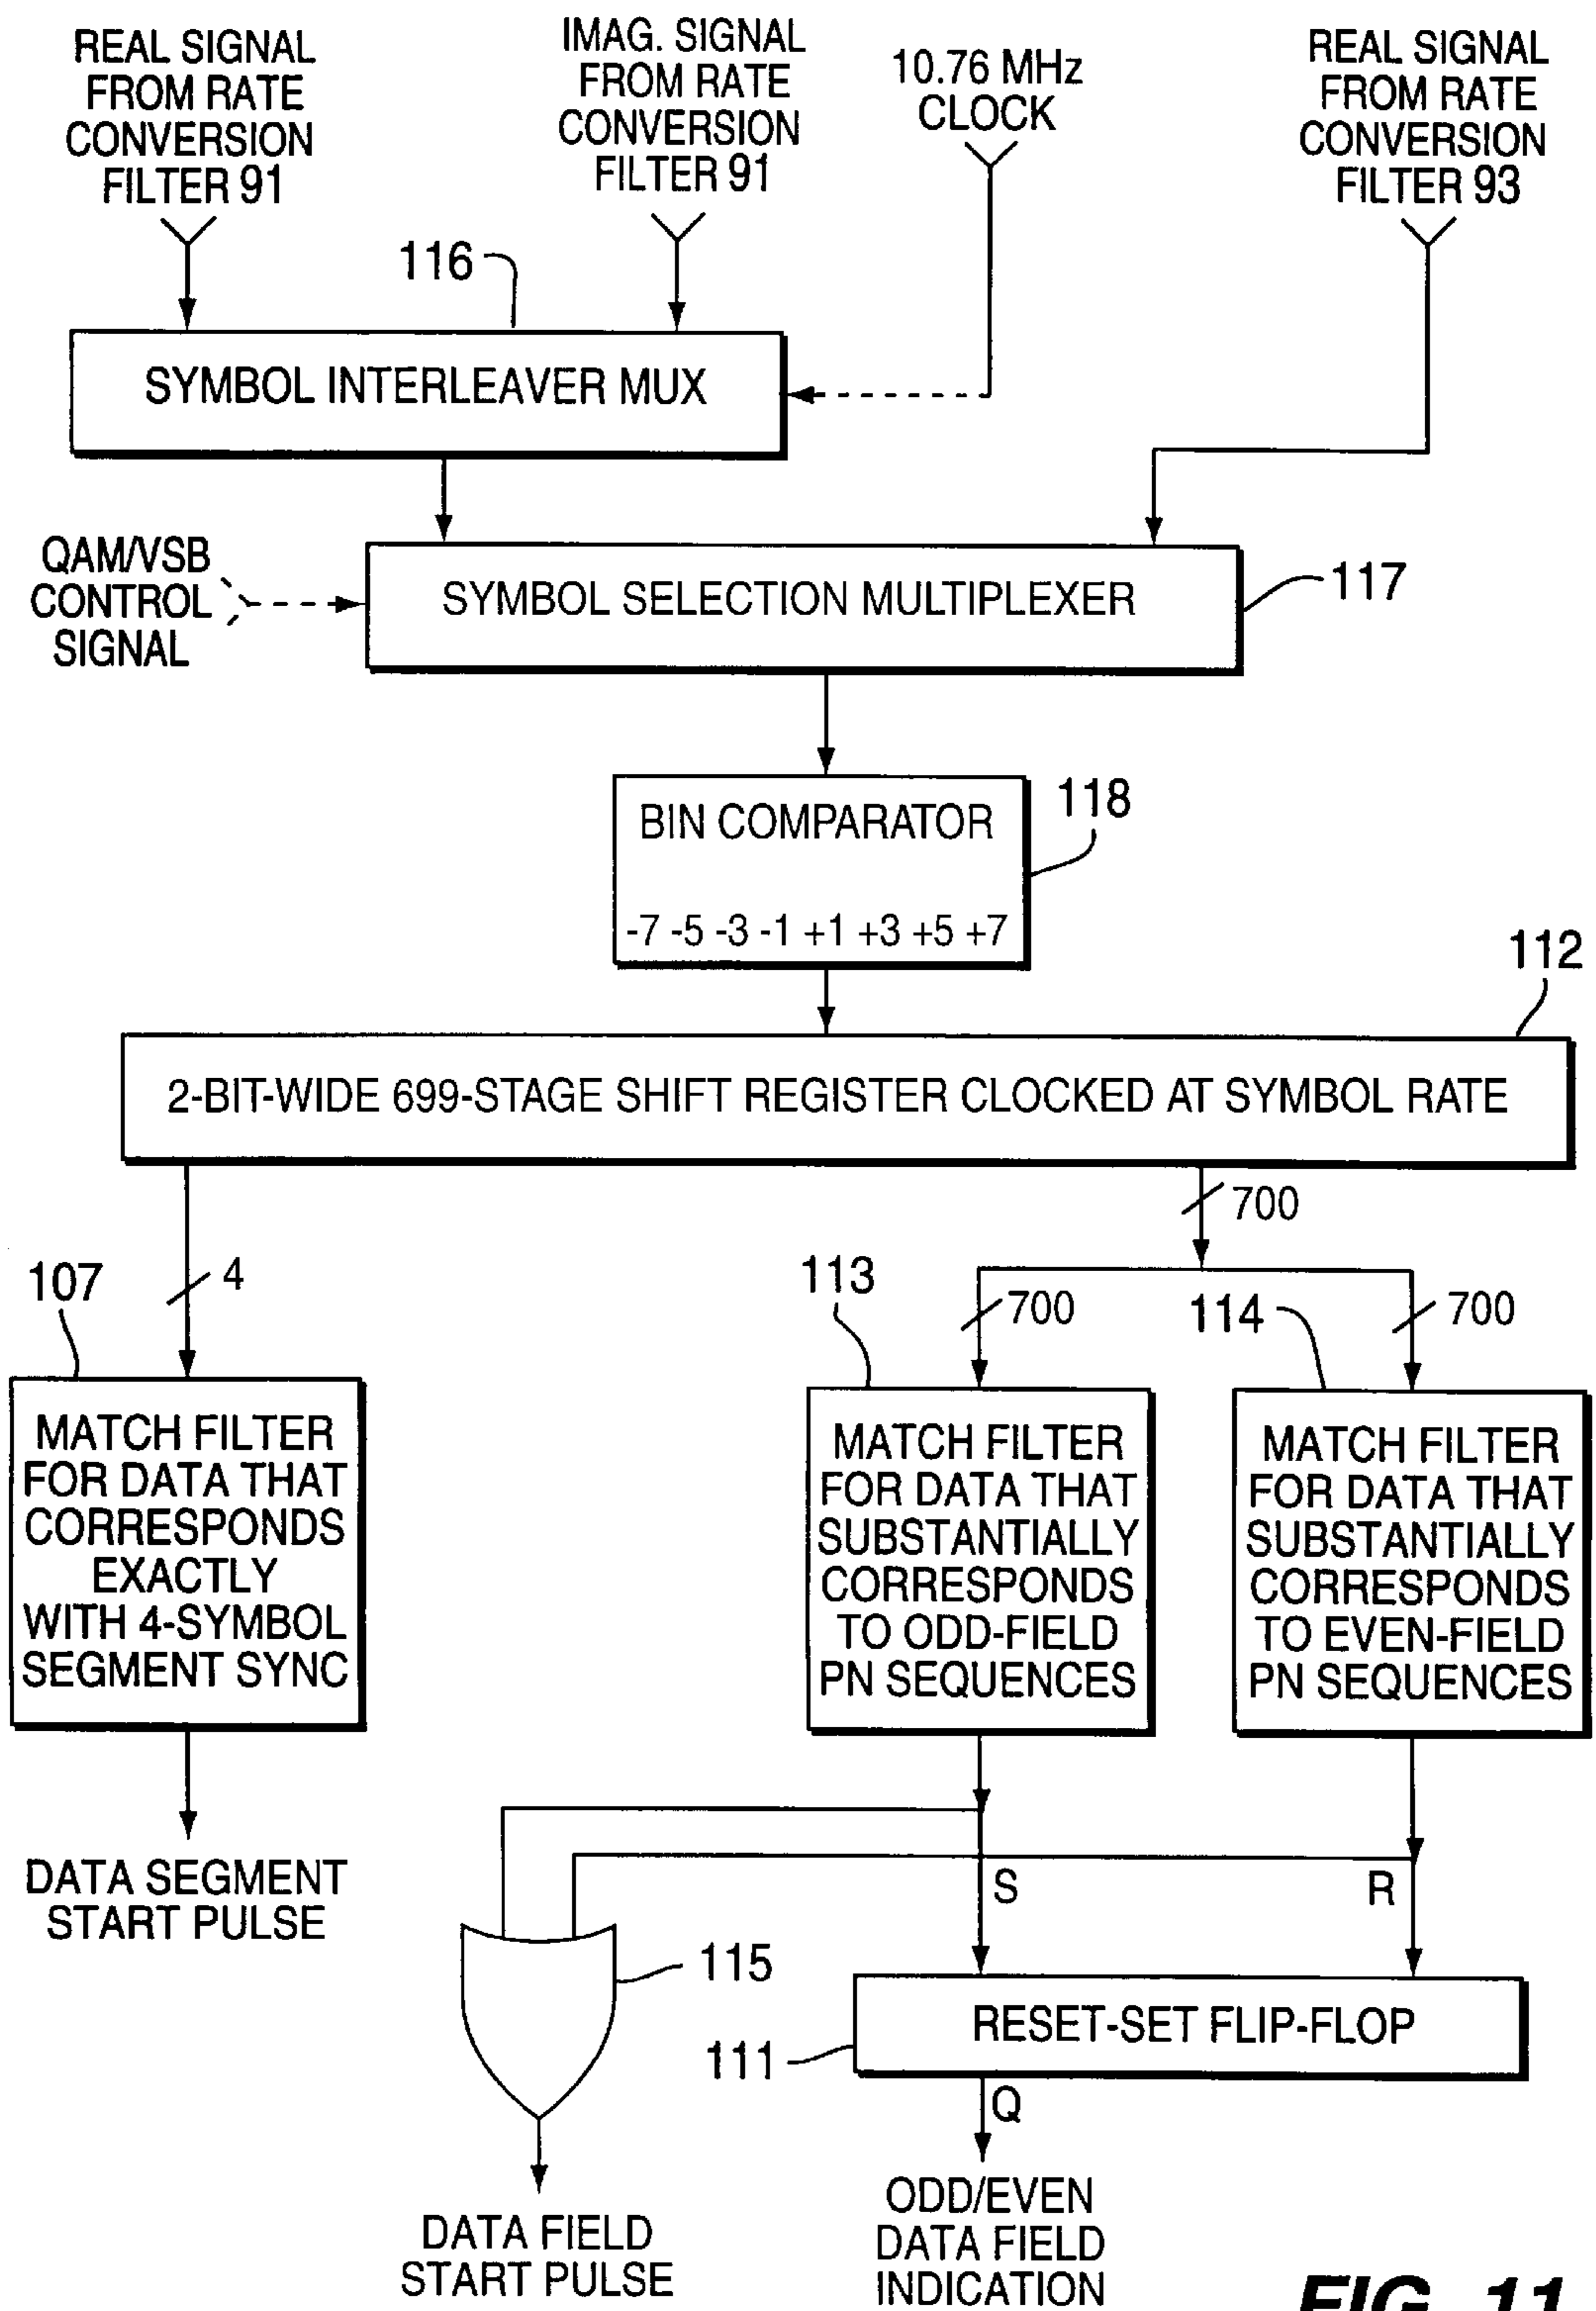 REAL SIGNAL
FROM RATE
CONVERSION
FILTER 91
IMAG. SIGNAL
FROM RATE
CONVERSION
FILTER 91
10.76 MHz
CLOCK
REAL SIGNAL
FROM RATE
CONVERSION
FILTER 93
116
SYMBOL INTERLEAVER MUX
QAM/VSB
CONTROL
SIGNAL
SYMBOL SELECTION MULTIPLEXER
117
BIN COMPARATOR
-7 -5 -3 -1 +1 +3 +5 +7
118
112
2-BIT-WIDE 699-STAGE SHIFT REGISTER CLOCKED AT SYMBOL RATE
700
107
4
113
700
114
700
MATCH FILTER
FOR DATA THAT
CORRESPONDS
EXACTLY
WITH 4-SYMBOL
SEGMENT SYNC
MATCH FILTER
FOR DATA THAT
SUBSTANTIALLY
CORRESPONDS
TO ODD-FIELD
PN SEQUENCES
MATCH FILTER
FOR DATA THAT
SUBSTANTIALLY
CORRESPONDS
TO EVEN-FIELD
PN SEQUENCES
DATA SEGMENT
START PULSE
S
R
115
RESET-SET FLIP-FLOP
111
Q
DATA FIELD
START PULSE
ODD/EVEN
DATA FIELD
INDICATION
FIG. 11